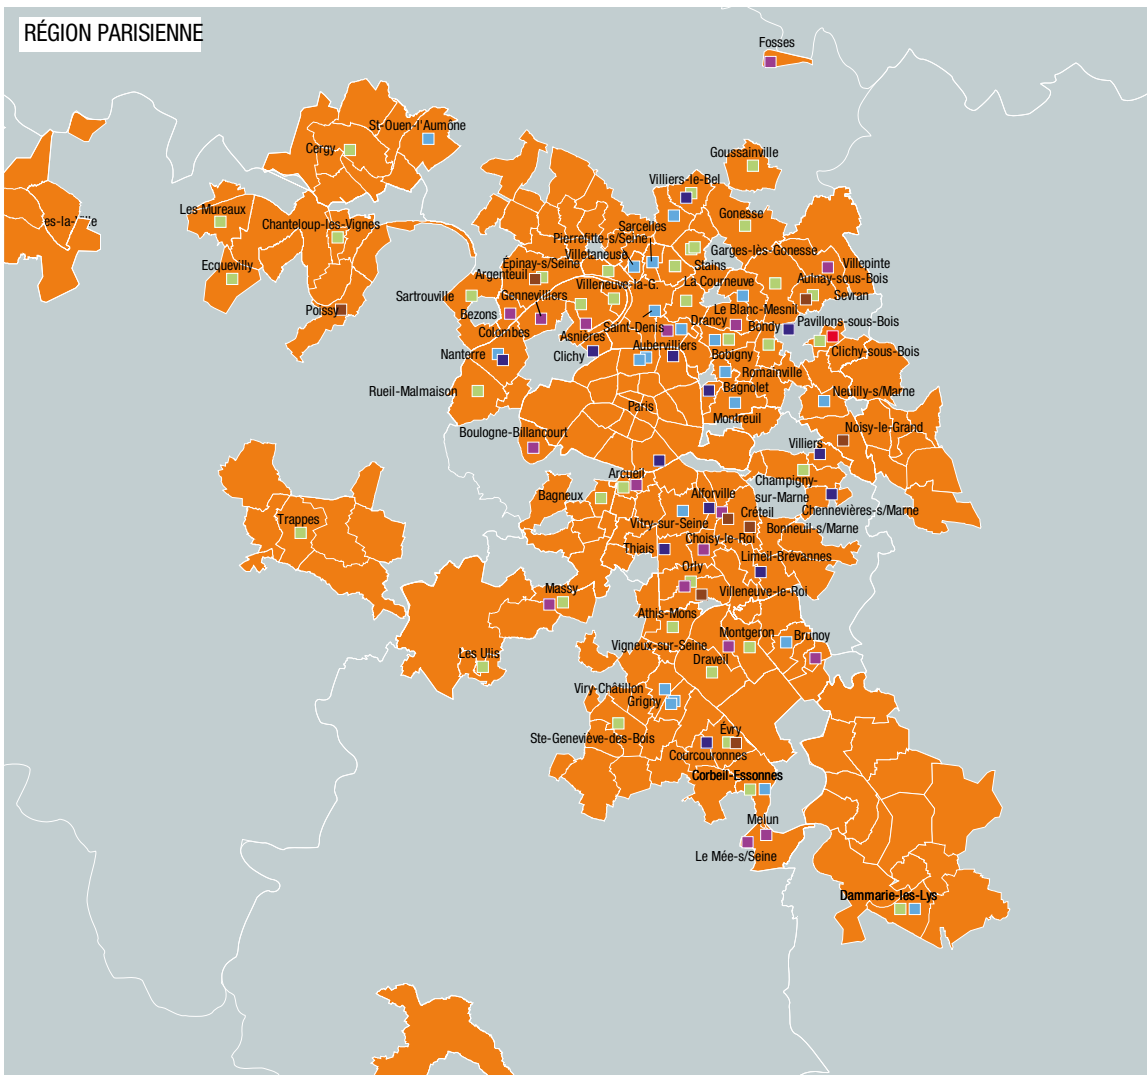 RÉGION PARISIENNE
Fosses
St-Ouen-l'Aumône
Cergy
Goussainville
Villiers-le-Bel
Les Mureaux
Chanteloup-les-Vignes
Sarcelles
Gonesse
Pierrefitte-s/Seine
Villetaneuse
Garges-lès-Gonesse
Ecquevilly
Épinay-s/Seine
Stains
Villepinte
Argenteuil
Aulnay-sous-Bois
Villeneuve-la-G.
La Courneuve
Sartrouville
Gennevilliers
Sevran
Poissy
Bezons
Le Blanc-Mesnil
Colombes
Asnières
Saint-Denis
Drancy
Bondy
Pavillons-sous-Bois
Nanterre
Clichy
Aubervilliers
Bobigny
Clichy-sous-Bois
Romainville
Rueil-Malmaison
Bagnolet
Neuilly-s/Marne
Paris
Montreuil
Boulogne-Billancourt
Noisy-le-Grand
Villiers
Arcueil
Champigny-
sur-Marne
Bagneux
Alforville
Chennevières-s/Marne
Créteil
Trappes
Vitry-sur-Seine
Bonneuil-s/Marne
Thiais
Choisy-le-Roi
Limeil-Brévannes
Orly
Massy
Villeneuve-le-Roi
Athis-Mons
Montgeron
Brunoy
Vigneux-sur-Seine
Les Ulis
Draveil
Viry-Châtillon
Grigny
Ste-Geneviève-des-Bois
Évry
Courcouronnes
Corbeil-Essonnes
Melun
Le Mée-s/Seine
Dammarie-les-Lys